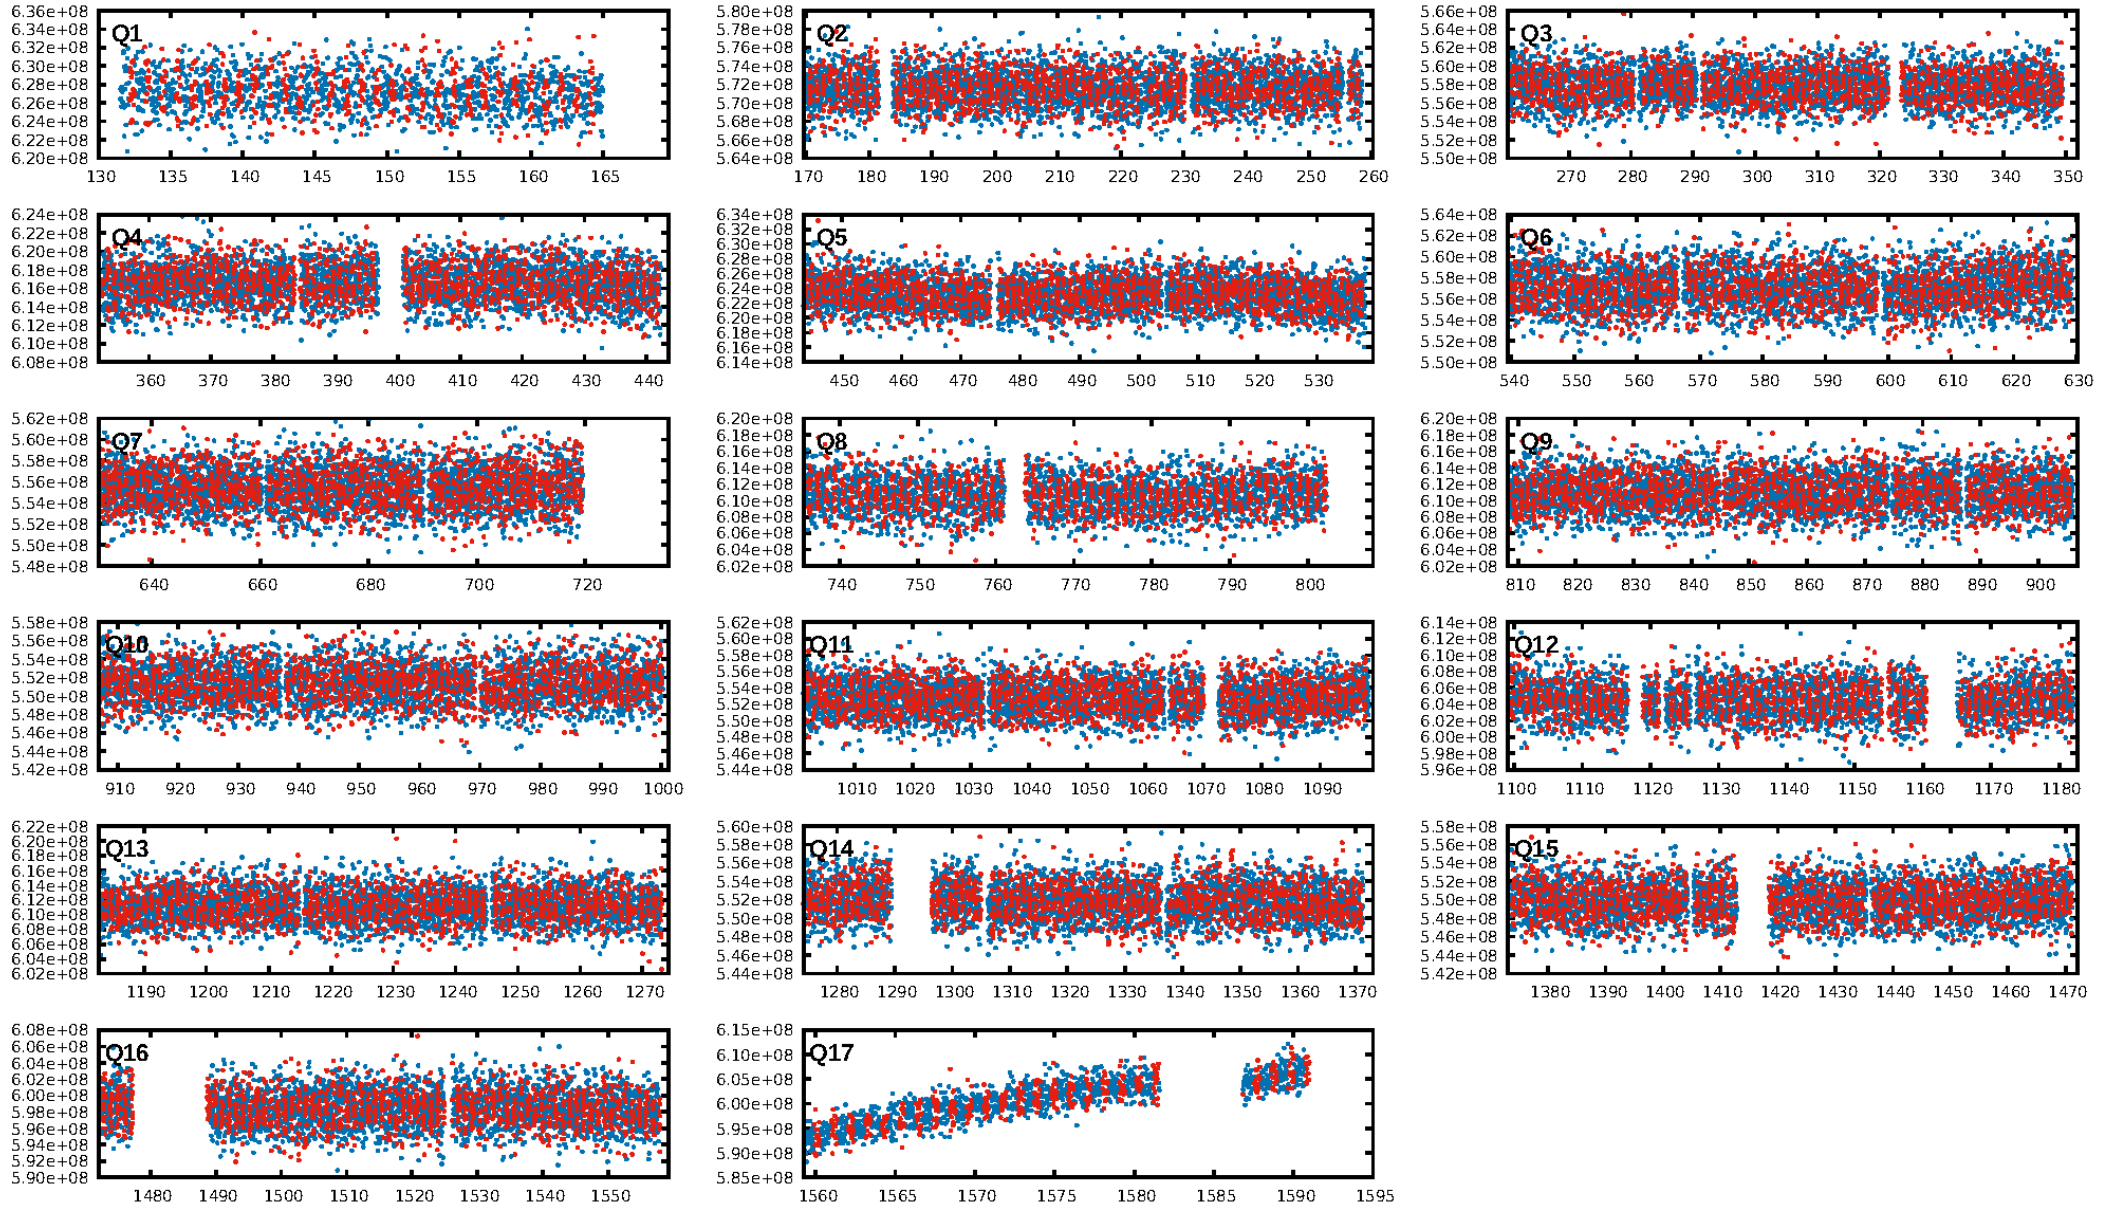 Q1
6.36e+08
6.34e+08
6.32e+08
6.30e+08
6.28e+08
6.26e+08
6.24e+08
6.22e+08
6.20e+08
130 135 140 145 150 155 160 165
Q2
5.80e+08
5.78e+08
5.76e+08
5.74e+08
5.72e+08
5.70e+08
5.68e+08
5.66e+08
5.64e+08
170 180 190 200 210 220 230 240 250 260
Q3
5.66e+08
5.64e+08
5.62e+08
5.60e+08
5.58e+08
5.56e+08
5.54e+08
5.52e+08
5.50e+08
270 280 290 300 310 320 330 340 350
Q4
6.24e+08
6.22e+08
6.20e+08
6.18e+08
6.16e+08
6.14e+08
6.12e+08
6.10e+08
6.08e+08
360 370 380 390 400 410 420 430 440
Q5
6.34e+08
6.32e+08
6.30e+08
6.28e+08
6.26e+08
6.24e+08
6.22e+08
6.20e+08
6.18e+08
6.16e+08
6.14e+08
450 460 470 480 490 500 510 520 530
Q6
5.64e+08
5.62e+08
5.60e+08
5.58e+08
5.56e+08
5.54e+08
5.52e+08
5.50e+08
540 550 560 570 580 590 600 610 620 630
Q7
5.62e+08
5.60e+08
5.58e+08
5.56e+08
5.54e+08
5.52e+08
5.50e+08
5.48e+08
640 660 680 700 720
Q8
6.20e+08
6.18e+08
6.16e+08
6.14e+08
6.12e+08
6.10e+08
6.08e+08
6.06e+08
6.04e+08
6.02e+08
740 750 760 770 780 790 800
Q9
6.20e+08
6.18e+08
6.16e+08
6.14e+08
6.12e+08
6.10e+08
6.08e+08
6.06e+08
6.04e+08
6.02e+08
810 820 830 840 850 860 870 880 890 900
Q10
5.58e+08
5.56e+08
5.54e+08
5.52e+08
5.50e+08
5.48e+08
5.46e+08
5.44e+08
5.42e+08
910 920 930 940 950 960 970 980 990 1000
Q11
5.62e+08
5.60e+08
5.58e+08
5.56e+08
5.54e+08
5.52e+08
5.50e+08
5.48e+08
5.46e+08
5.44e+08
1010 1020 1030 1040 1050 1060 1070 1080 1090
Q12
6.14e+08
6.12e+08
6.10e+08
6.08e+08
6.06e+08
6.04e+08
6.02e+08
6.00e+08
5.98e+08
5.96e+08
1100 1110 1120 1130 1140 1150 1160 1170 1180
Q13
6.22e+08
6.20e+08
6.18e+08
6.16e+08
6.14e+08
6.12e+08
6.10e+08
6.08e+08
6.06e+08
6.04e+08
6.02e+08
1190 1200 1210 1220 1230 1240 1250 1260 1270
Q14
5.60e+08
5.58e+08
5.56e+08
5.54e+08
5.52e+08
5.50e+08
5.48e+08
5.46e+08
5.44e+08
1280 1290 1300 1310 1320 1330 1340 1350 1360 1370
Q15
5.58e+08
5.56e+08
5.54e+08
5.52e+08
5.50e+08
5.48e+08
5.46e+08
5.44e+08
5.42e+08
1380 1390 1400 1410 1420 1430 1440 1450 1460 1470
Q16
6.08e+08
6.06e+08
6.04e+08
6.02e+08
6.00e+08
5.98e+08
5.96e+08
5.94e+08
5.92e+08
5.90e+08
1480 1490 1500 1510 1520 1530 1540 1550
Q17
6.15e+08
6.10e+08
6.05e+08
6.00e+08
5.95e+08
5.90e+08
5.85e+08
1560 1565 1570 1575 1580 1585 1590 1595